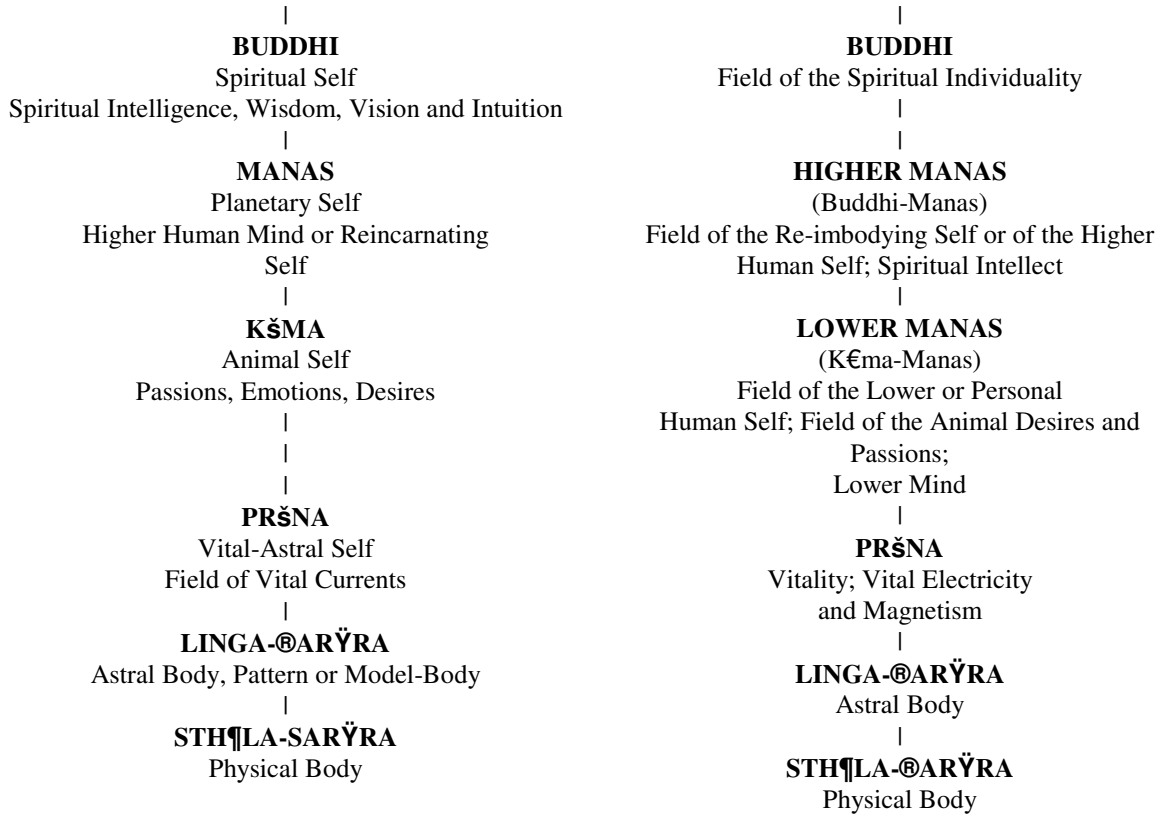 |
BUDDHI
Spiritual Self
Spiritual Intelligence, Wisdom, Vision and Intuition
|
MANAS
Planetary Self
Higher Human Mind or Reincarnating
Self
|
KšMA
Animal Self
Passions, Emotions, Desires
|
|
|
PRšNA
Vital-Astral Self
Field of Vital Currents
|
LINGA-®ARŸRA
Astral Body, Pattern or Model-Body
|
STH¶LA-SARŸRA
Physical Body
|
BUDDHI
Field of the Spiritual Individuality
|
|
HIGHER MANAS
(Buddhi-Manas)
Field of the Re-imbodying Self or of the Higher
Human Self; Spiritual Intellect
|
LOWER MANAS
(K€ma-Manas)
Field of the Lower or Personal
Human Self; Field of the Animal Desires and
Passions;
Lower Mind
|
PRšNA
Vitality; Vital Electricity
and Magnetism
|
LINGA-®ARŸRA
Astral Body
|
STH¶LA-®ARŸRA
Physical Body